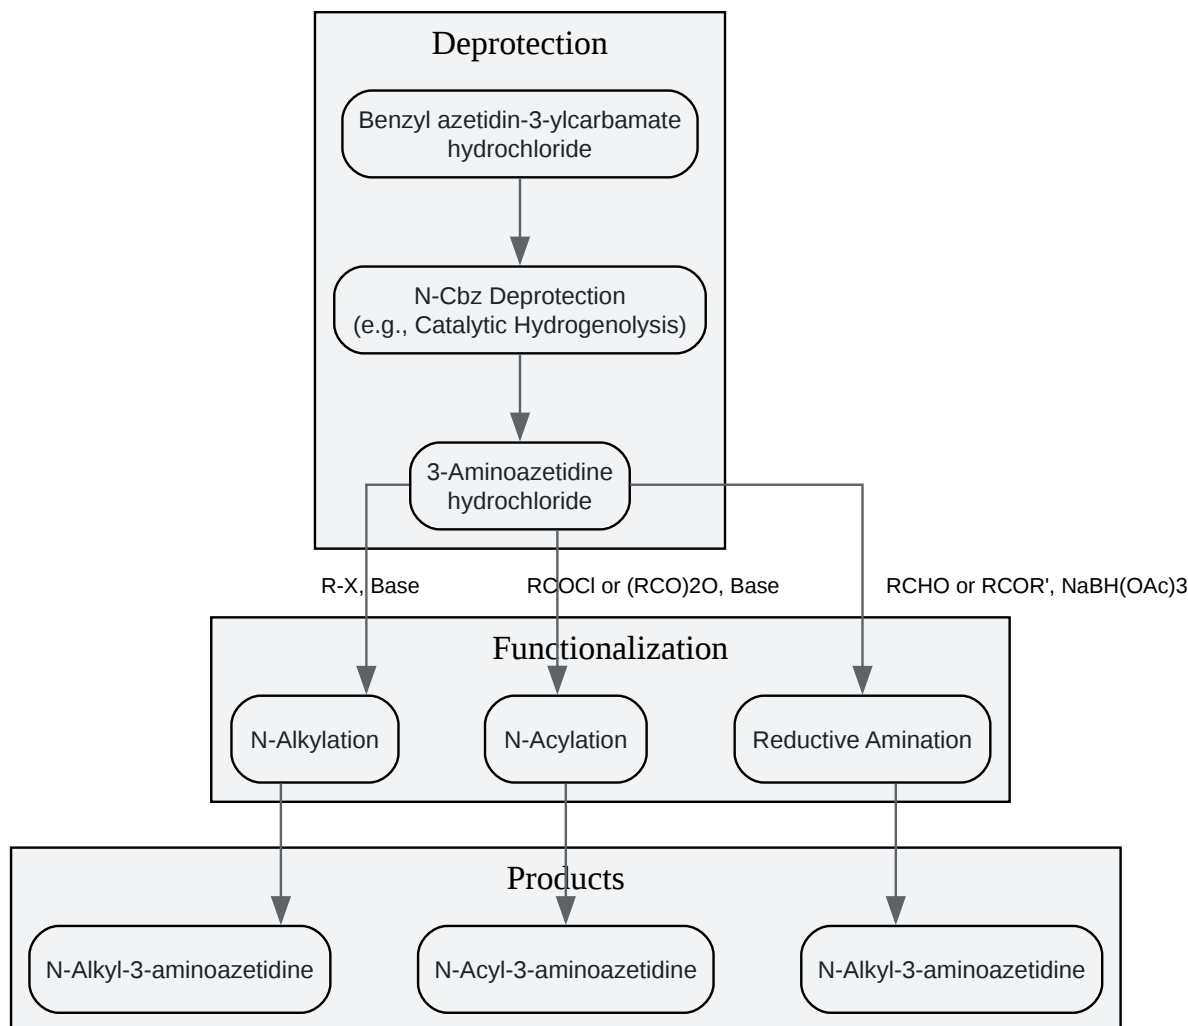 Deprotection
Benzyl azetidin-3-ylcarbamate
hydrochloride
N-Cbz Deprotection
(e.g., Catalytic Hydrogenolysis)
3-Aminoazetidine
hydrochloride
R-X, Base
RCOCl or (RCO)2O, Base
RCHO or RCOR', NaBH(OAc)3
Functionalization
N-Alkylation
N-Acylation
Reductive Amination
Products
N-Alkyl-3-aminoazetidine
N-Acyl-3-aminoazetidine
N-Alkyl-3-aminoazetidine